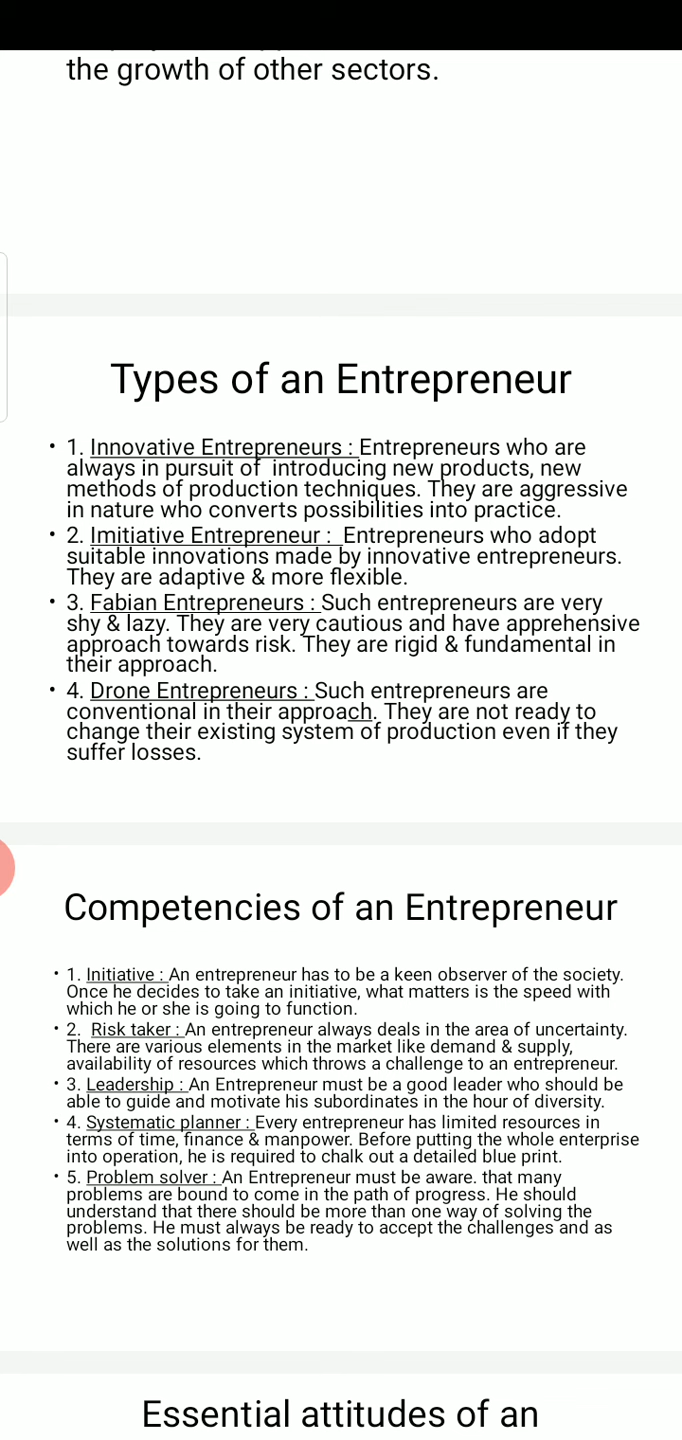 the growth of other sectors.
Types of an Entrepreneur
• 1. Innovative Entrepreneurs : Entrepreneurs who are
always in pursuit of  introducing new products, new
methods of production techniques. They are aggressive
in nature who converts possibilities into practice.
• 2. Imitiative Entrepreneur :  Entrepreneurs who adopt
suitable innovations made by innovative entrepreneurs.
They are adaptive & more flexible.
• 3. Fabian Entrepreneurs : Such entrepreneurs are very
shy & lazy. They are very cautious and have apprehensive
approach towards risk. They are rigid & fundamental in
their approach.
• 4. Drone Entrepreneurs : Such entrepreneurs are
conventional in their approach. They are not ready to
change their existing system of production even if they
suffer losses.
Competencies of an Entrepreneur
• 1. Initiative : An entrepreneur has to be a keen observer of the society.
Once he decides to take an initiative, what matters is the speed with
which he or she is going to function.
• 2.  Risk taker : An entrepreneur always deals in the area of uncertainty.
There are various elements in the market like demand & supply,
availability of resources which throws a challenge to an entrepreneur.
• 3. Leadership : An Entrepreneur must be a good leader who should be
able to guide and motivate his subordinates in the hour of diversity.
• 4. Systematic planner : Every entrepreneur has limited resources in
terms of time, finance & manpower. Before putting the whole enterprise
into operation, he is required to chalk out a detailed blue print.
• 5. Problem solver : An Entrepreneur must be aware. that many
problems are bound to come in the path of progress. He should
understand that there should be more than one way of solving the
problems. He must always be ready to accept the challenges and as
well as the solutions for them.
Essential attitudes of an